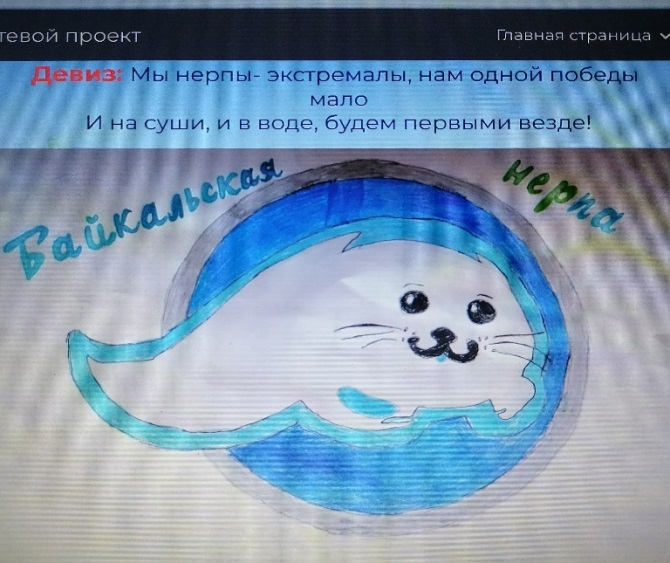 тевой проект
Главная страница
Девиз: Мы нерпы- экстремалы, нам одной победы
мало
И на суши, и в воде, будем первыми везде!
Байкальская
нерпа